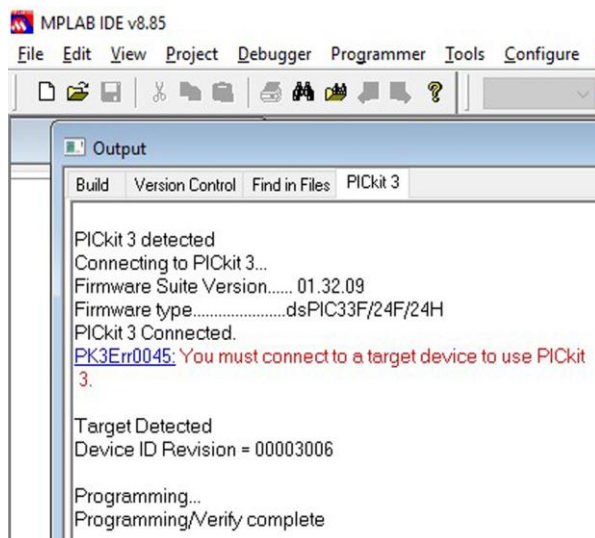 MPLAB IDE v8.85
File Edit View Project Debugger Programmer Tools Configure
Output
Build Version Control Find in Files PICkit 3
PICkit 3 detected
Connecting to PICkit 3...
Firmware Suite Version...... 01.32.09
Firmware type......................dsPIC33F/24F/24H
PICkit 3 Connected.
PK3Err0045: You must connect to a target device to use PICkit
3.
Target Detected
Device ID Revision = 00003006
Programming...
Programming/Verify complete